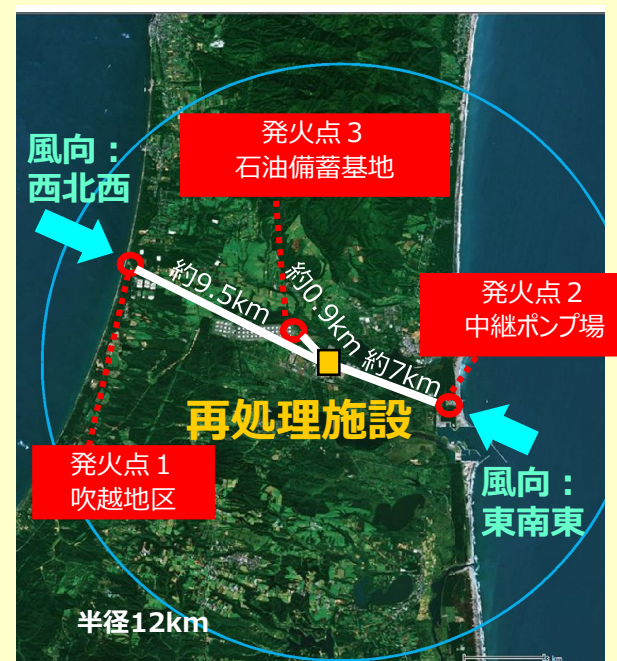 発火点３
石油備蓄基地
風向：
西北西
約9.5km
約0.9km
約7km
発火点２
中継ポンプ場
再処理施設
発火点１
吹越地区
風向：
東南東
半径12km
3 km